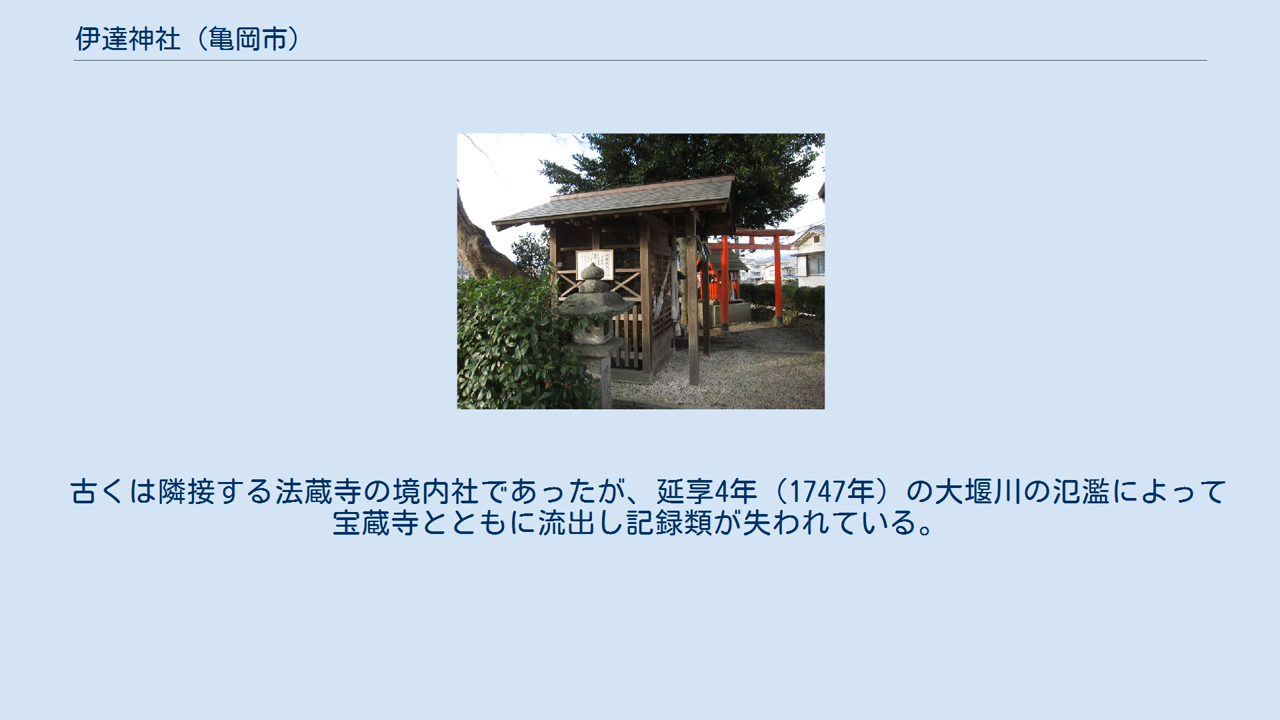 伊達神社（亀岡市）
古くは隣接する法蔵寺の境内社であったが、延享4年（1747年）の大堰川の氾濫によって
宝蔵寺とともに流出し記録類が失われている。